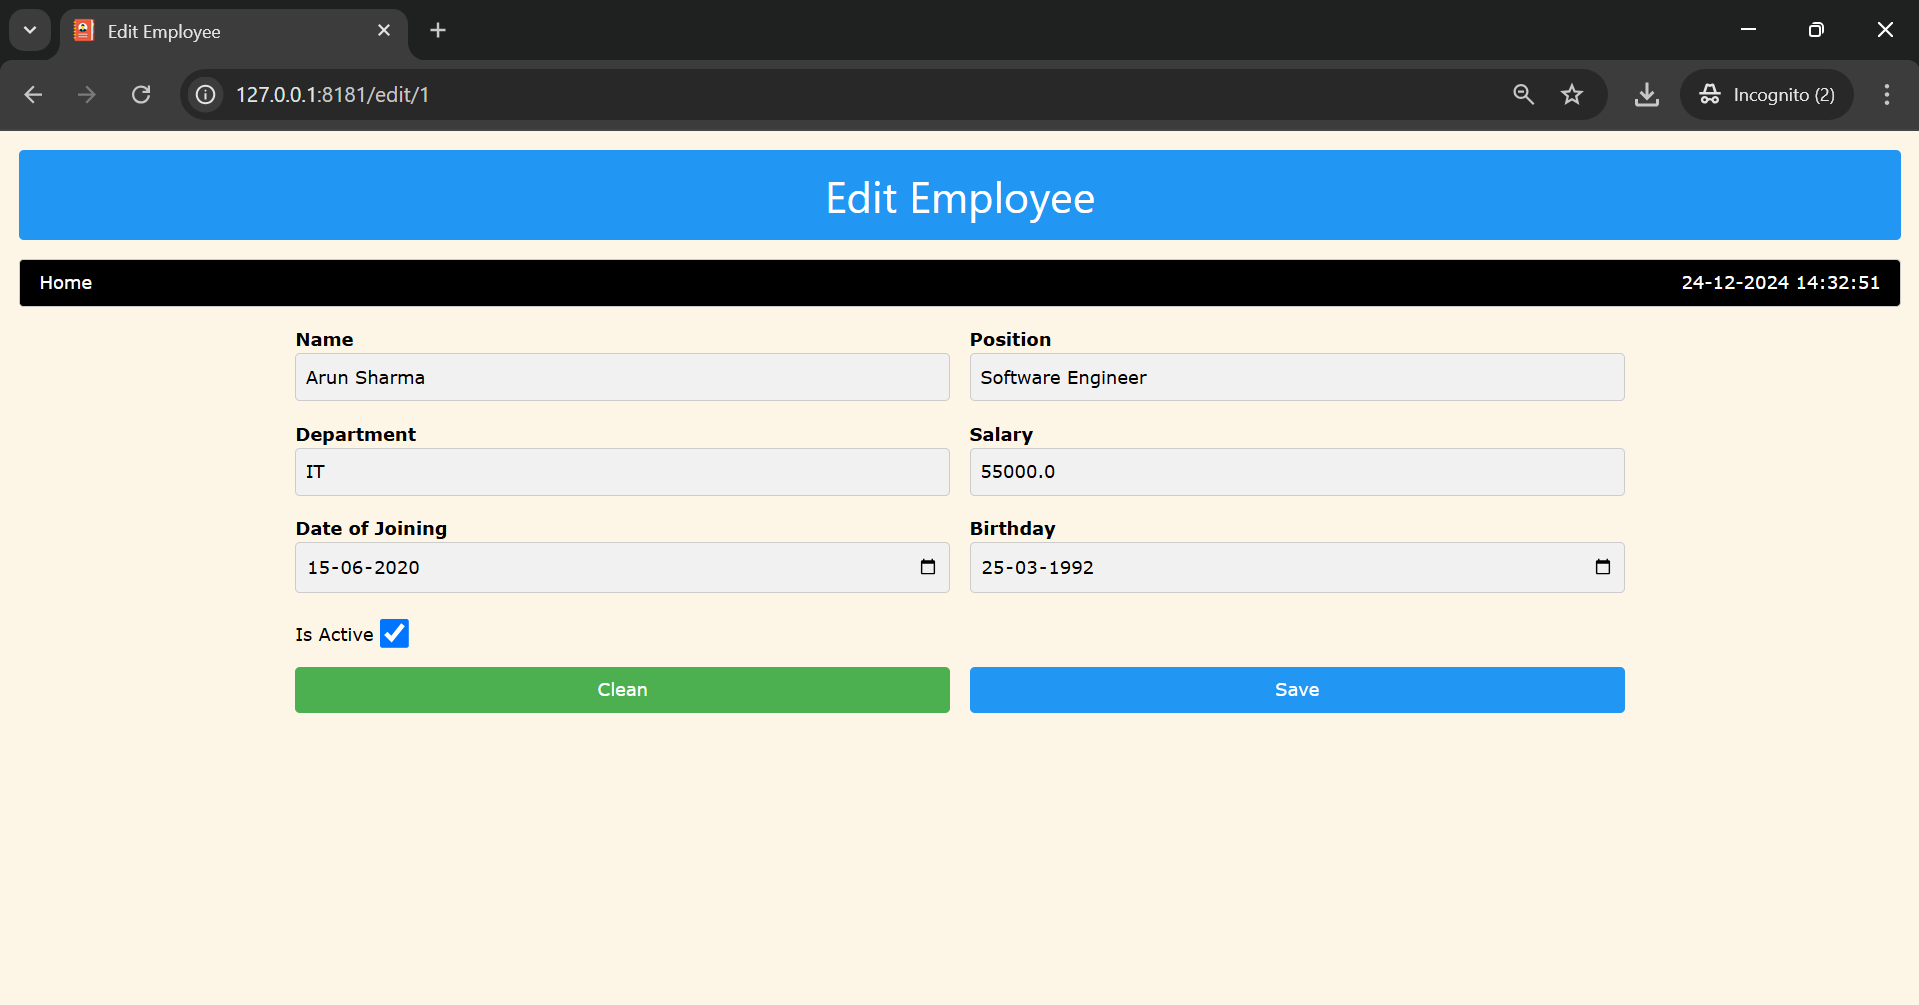 Edit Employee
127.0.0.1:8181/edit/1
Incognito (2)
Edit Employee
Home 24-12-2024 14:32:51
Name Position
Arun Sharma Software Engineer
Department Salary
IT 55000.0
Date of Joining Birthday
15-06-2020 25-03-1992
Is Active
Clean Save